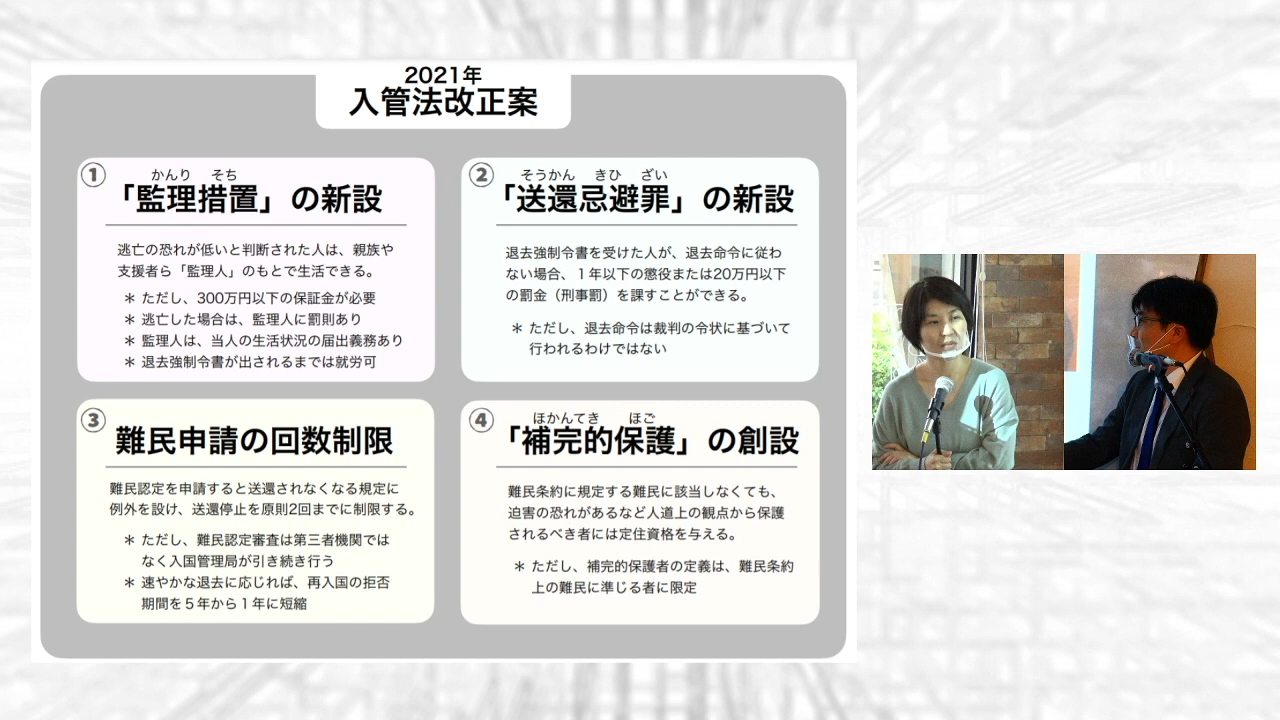 2021年
入管法改正案
①
かんり そち
「監理措置」の新設
逃亡の恐れが低いと判断された人は、親族や
支援者ら「監理人」のもとで生活できる。
＊ ただし、300万円以下の保証金が必要
＊ 逃亡した場合は、監理人に罰則あり
＊ 監理人は、当人の生活状況の届出義務あり
＊ 退去強制令書が出されるまでは就労可
②
そうかん きひ ざい
「送還忌避罪」の新設
退去強制令書を受けた人が、退去命令に従わ
ない場合、１年以下の懲役または20万円以下
の罰金（刑事罰）を課すことができる。
＊ ただし、退去命令は裁判の令状に基づいて
行われるわけではない
③
難民申請の回数制限
難民認定を申請すると送還されなくなる規定に
例外を設け、送還停止を原則2回までに制限する。
＊ ただし、難民認定審査は第三者機関では
なく入国管理局が引き続き行う
＊ 速やかな退去に応じれば、再入国の拒否
期間を５年から１年に短縮
④
ほかんてき ほご
「補完的保護」の創設
難民条約に規定する難民に該当しなくても、
迫害の恐れがあるなど人道上の観点から保護
されるべき者には定住資格を与える。
＊ ただし、補完的保護者の定義は、難民条約
上の難民に準じる者に限定